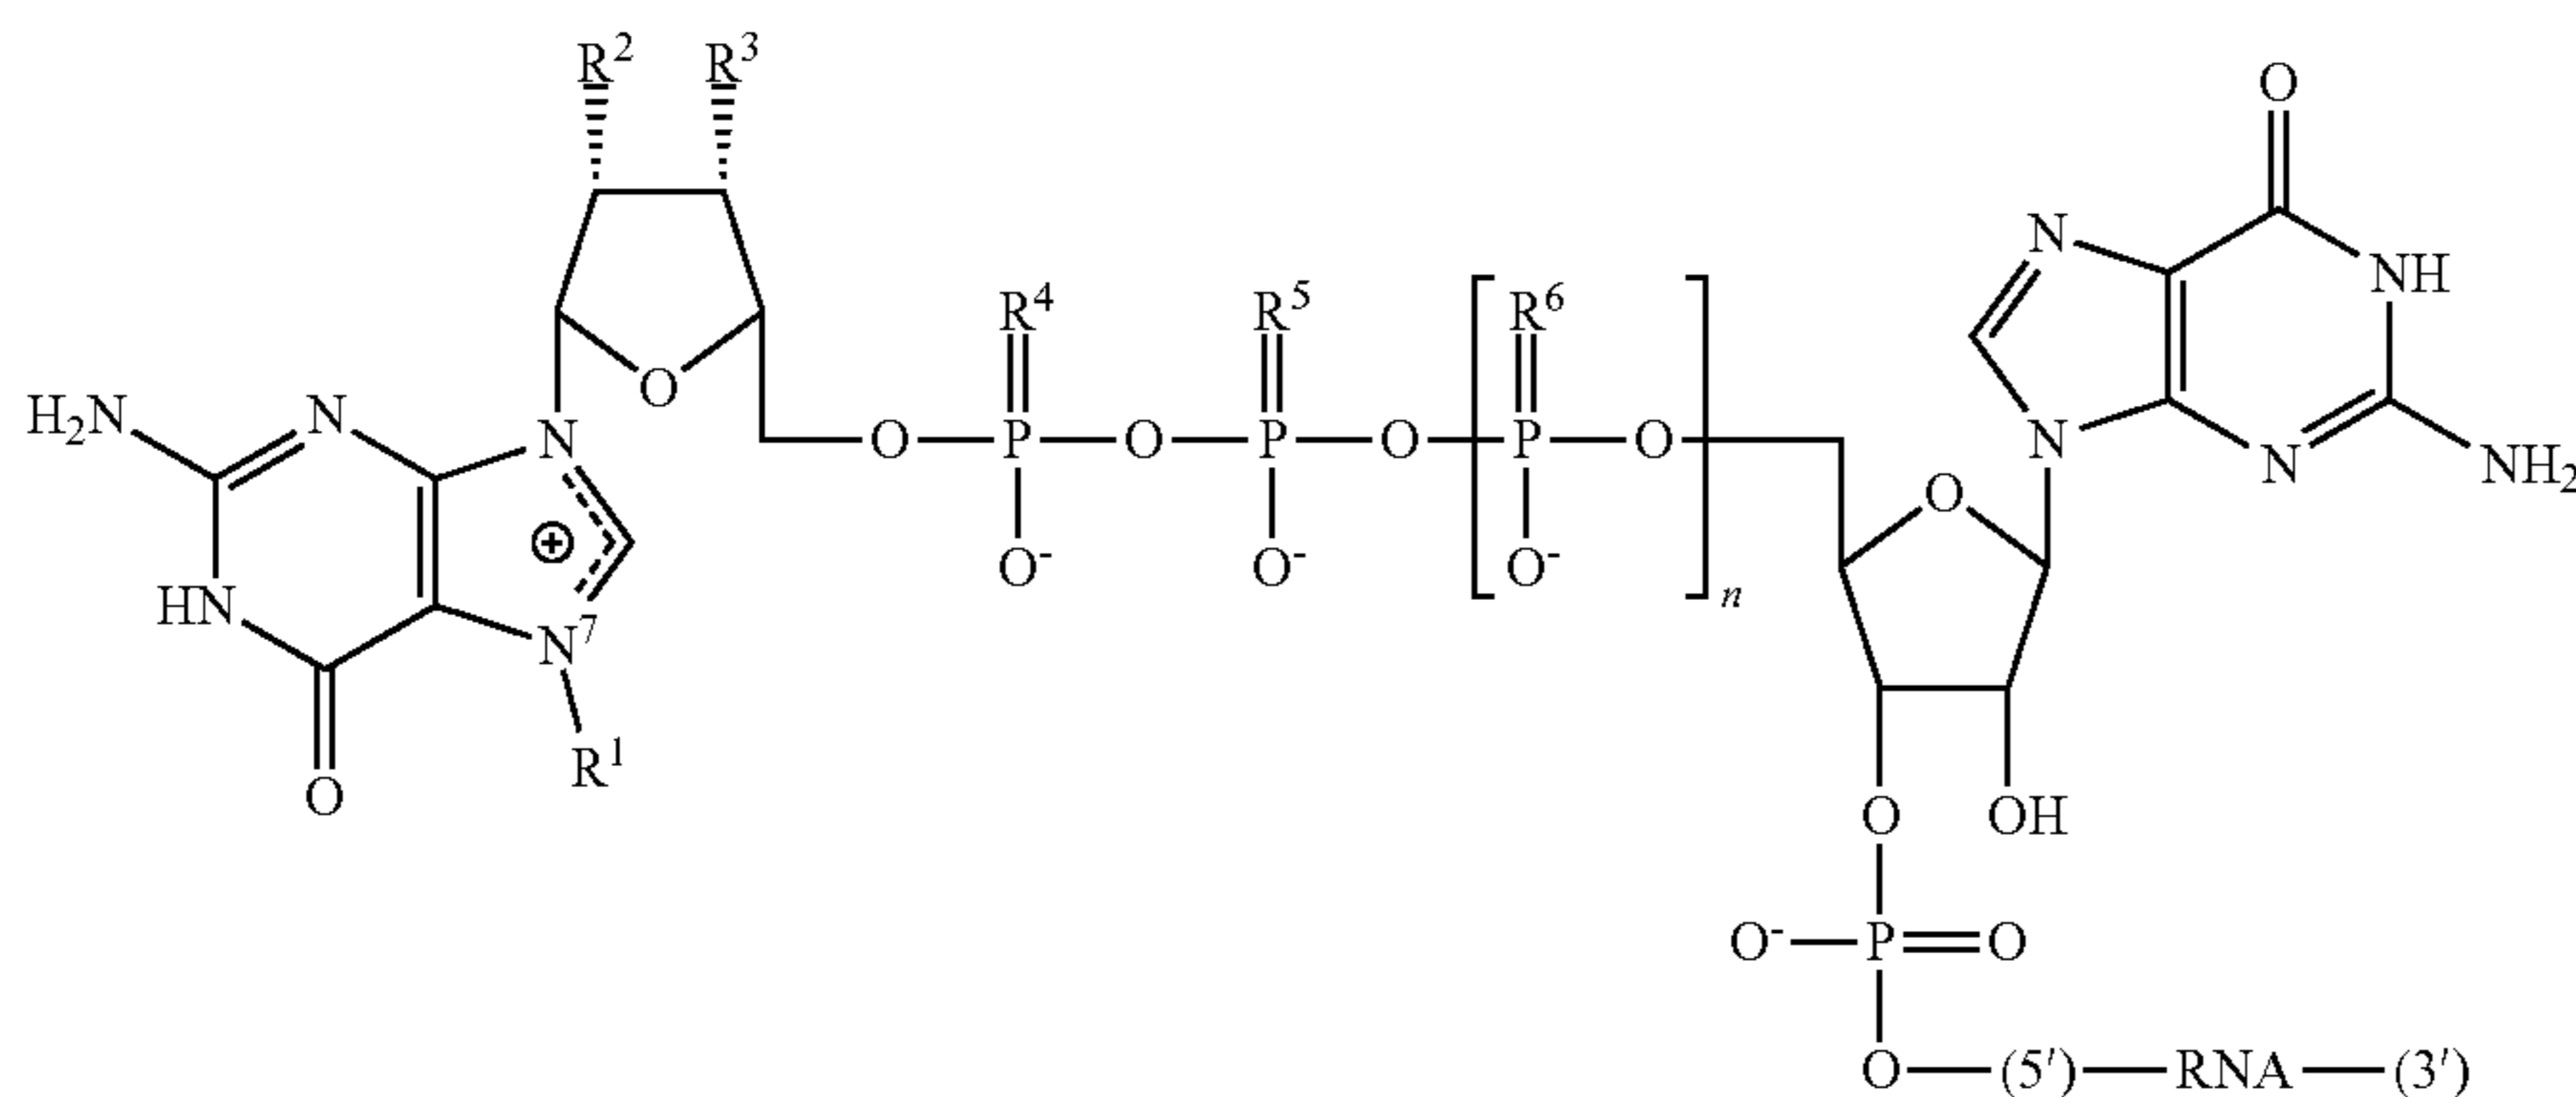 R² R³
O
N
R⁴ R⁵ R⁶
NH
O
H₂N N N O P O P O P O N N NH₂
O
⊕
O⁻ O⁻ O⁻
n
HN N⁷
R¹
O
O OH
O⁻ P O
O (5′) RNA (3′)